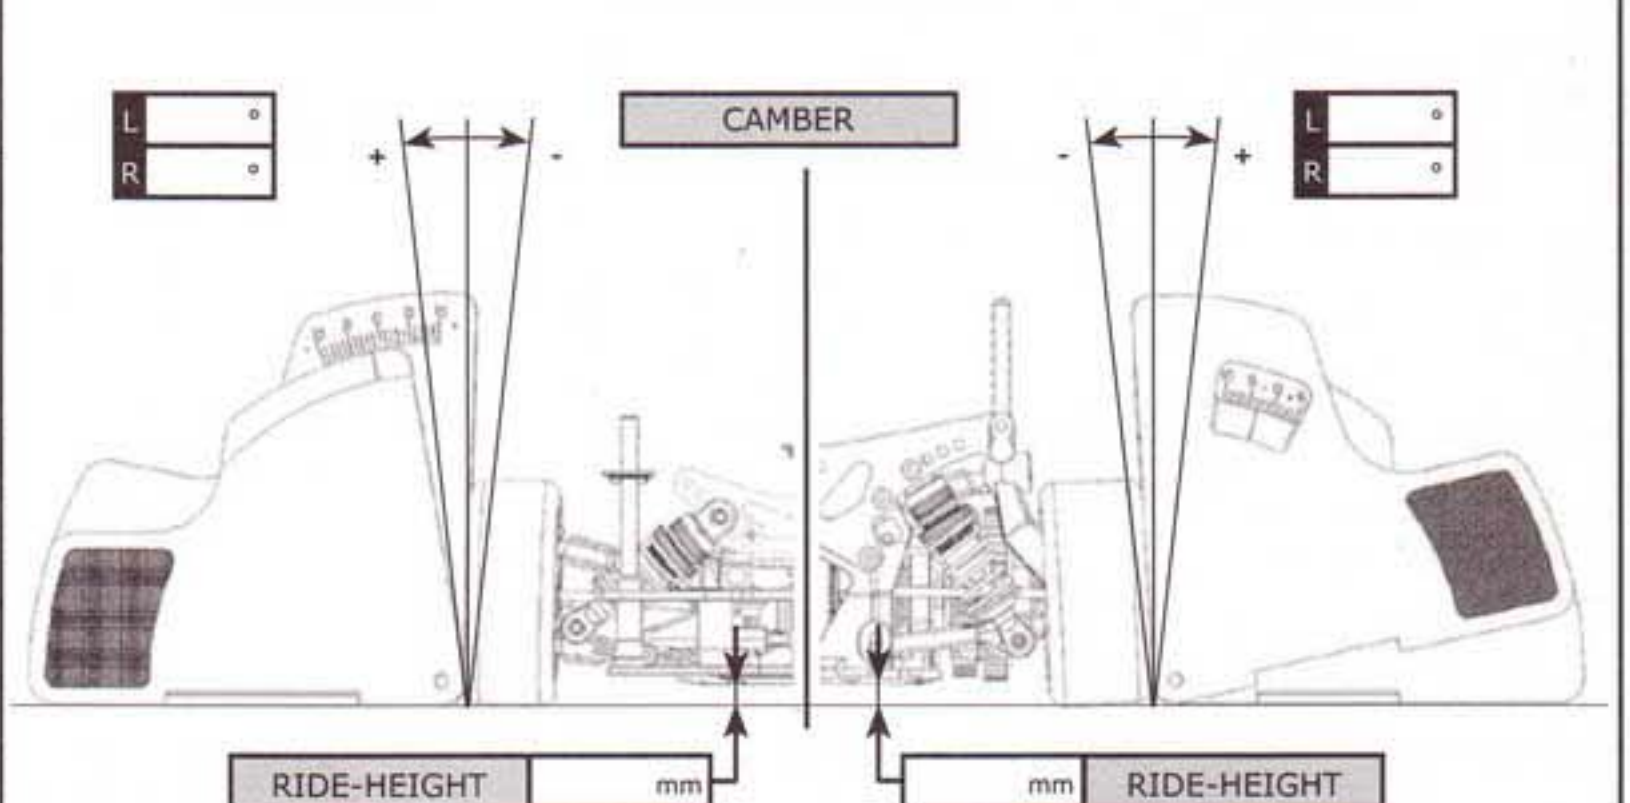 CAMBER
L °
R °
+ -
- +
L °
R °
RIDE-HEIGHT mm
mm RIDE-HEIGHT